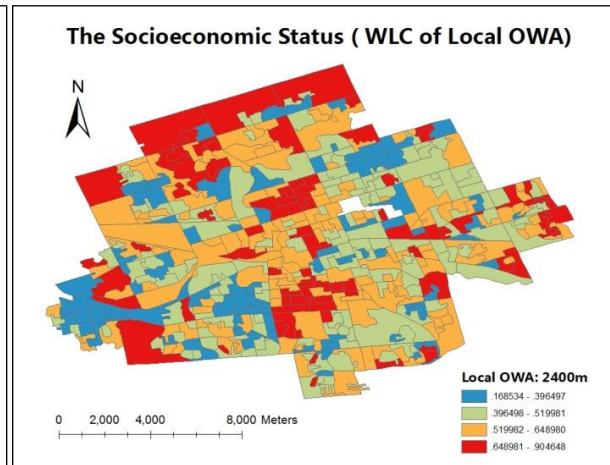 The Socioeconomic Status ( WLC of Local OWA)
N
Local OWA: 2400m
.168534 - .396497
.396498 - .519981
.519982 - .648980
.648981 - .904648
0 2,000 4,000 8,000 Meters